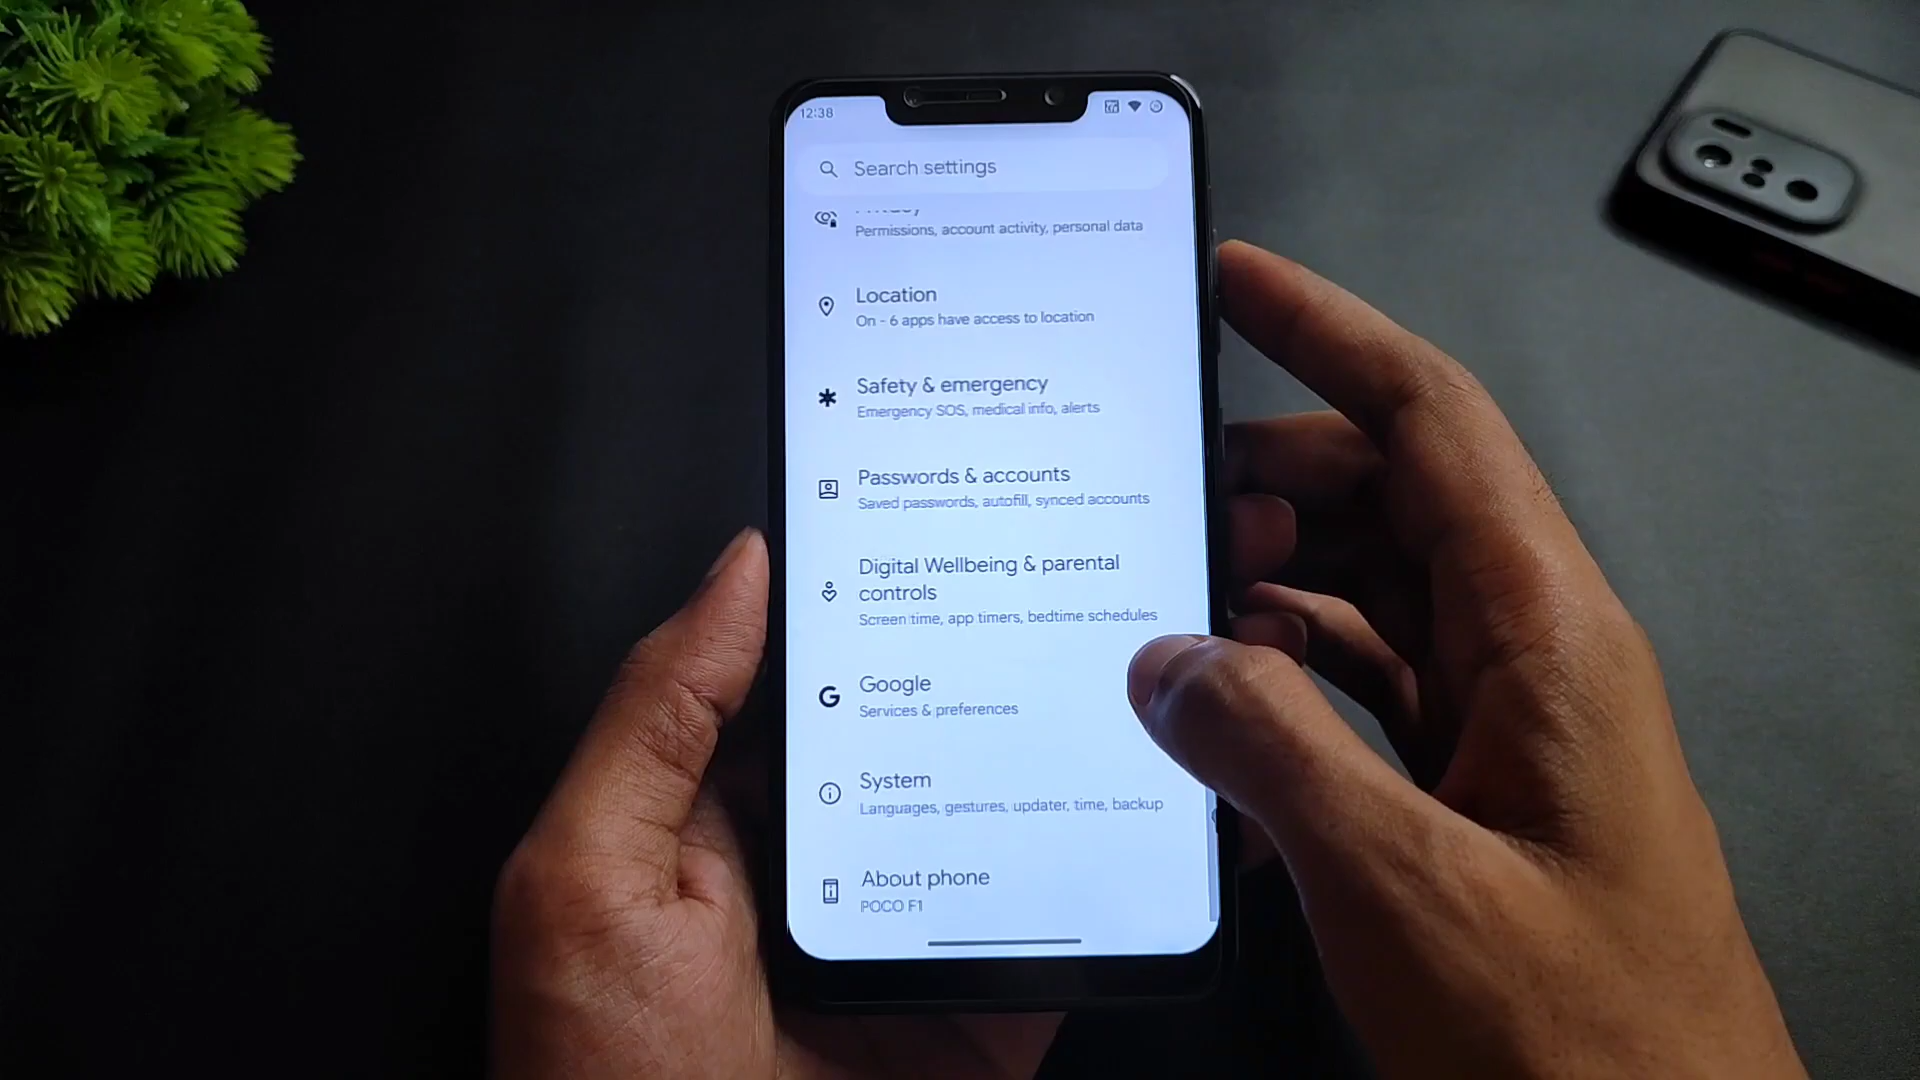 12:38
Search settings
Privacy
Permissions, account activity, personal data
Location
On - 6 apps have access to location
Safety & emergency
Emergency SOS, medical info, alerts
Passwords & accounts
Saved passwords, autofill, synced accounts
Digital Wellbeing & parental
controls
Screen time, app timers, bedtime schedules
Google
Services & preferences
System
Languages, gestures, updater, time, backup
About phone
POCO F1